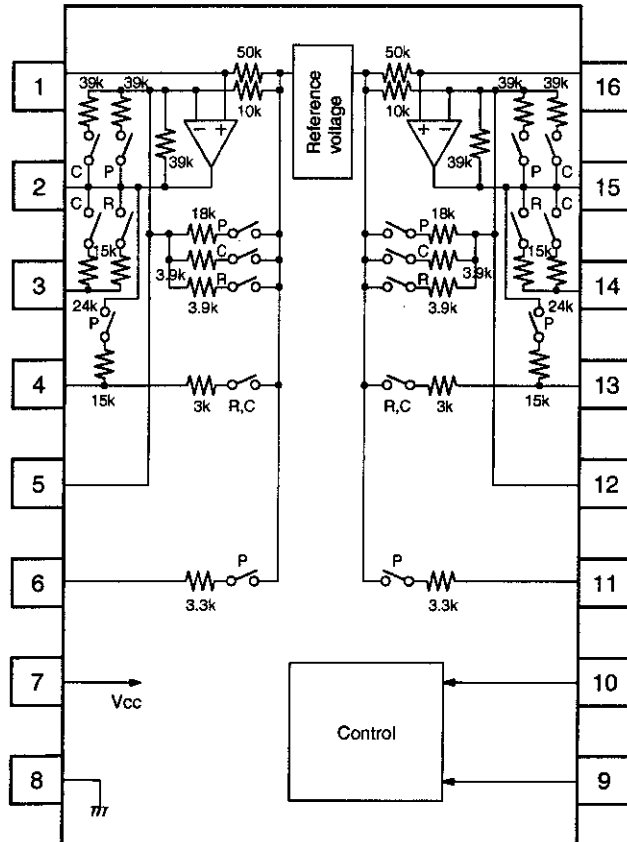 50k 50k
1 39k 39k 39k 39k 16
10k Reference voltage 10k
39k 39k
2 C P P C 15
C R R C
18k P P 18k
15k 15k
3 3.9k C C 3.9k 14
R R
24k 3.9k 3.9k 24k
P P
4 13
15k 3k R,C R,C 3k 15k
5 12
P P
6 11
3.3k 3.3k
7 Vcc 10
Control
8 9